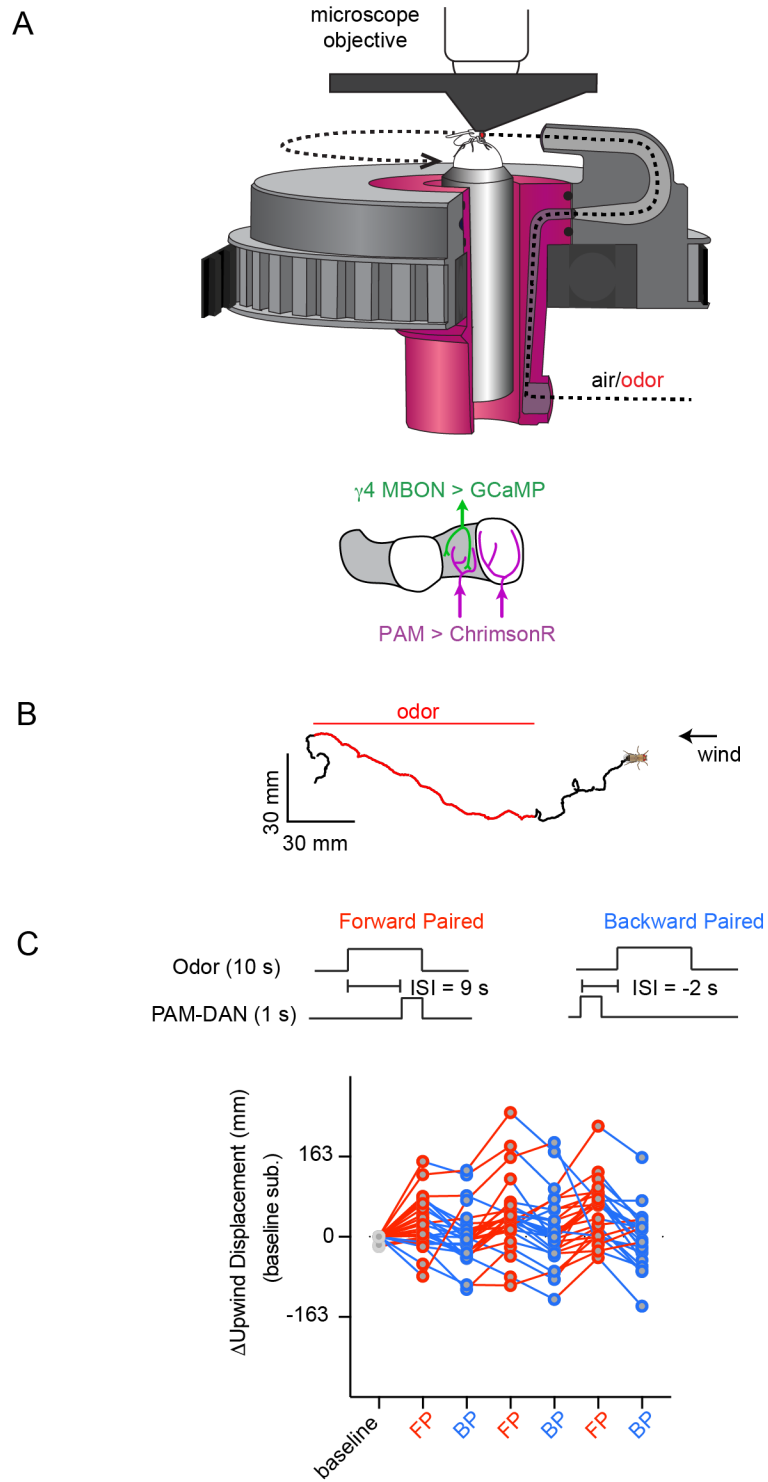 A
microscope
objective
air/odor
γ4 MBON > GCaMP
PAM > ChrimsonR
B
odor
wind
30 mm
30 mm
C
Forward Paired
Backward Paired
Odor (10 s)
ISI = 9 s
ISI = -2 s
PAM-DAN (1 s)
ΔUpwind Displacement (mm)
(baseline sub.)
163
0
-163
baseline
FP
BP
FP
BP
FP
BP